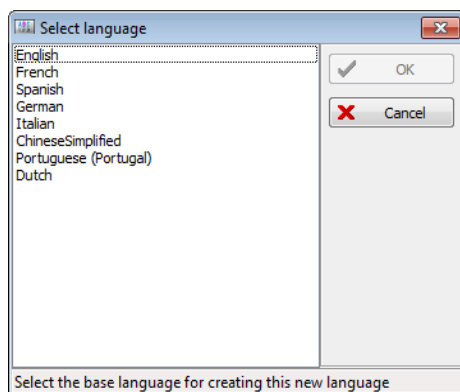 Select language
English
French
Spanish
German
Italian
ChineseSimplified
Portuguese (Portugal)
Dutch
OK
Cancel
Select the base language for creating this new language